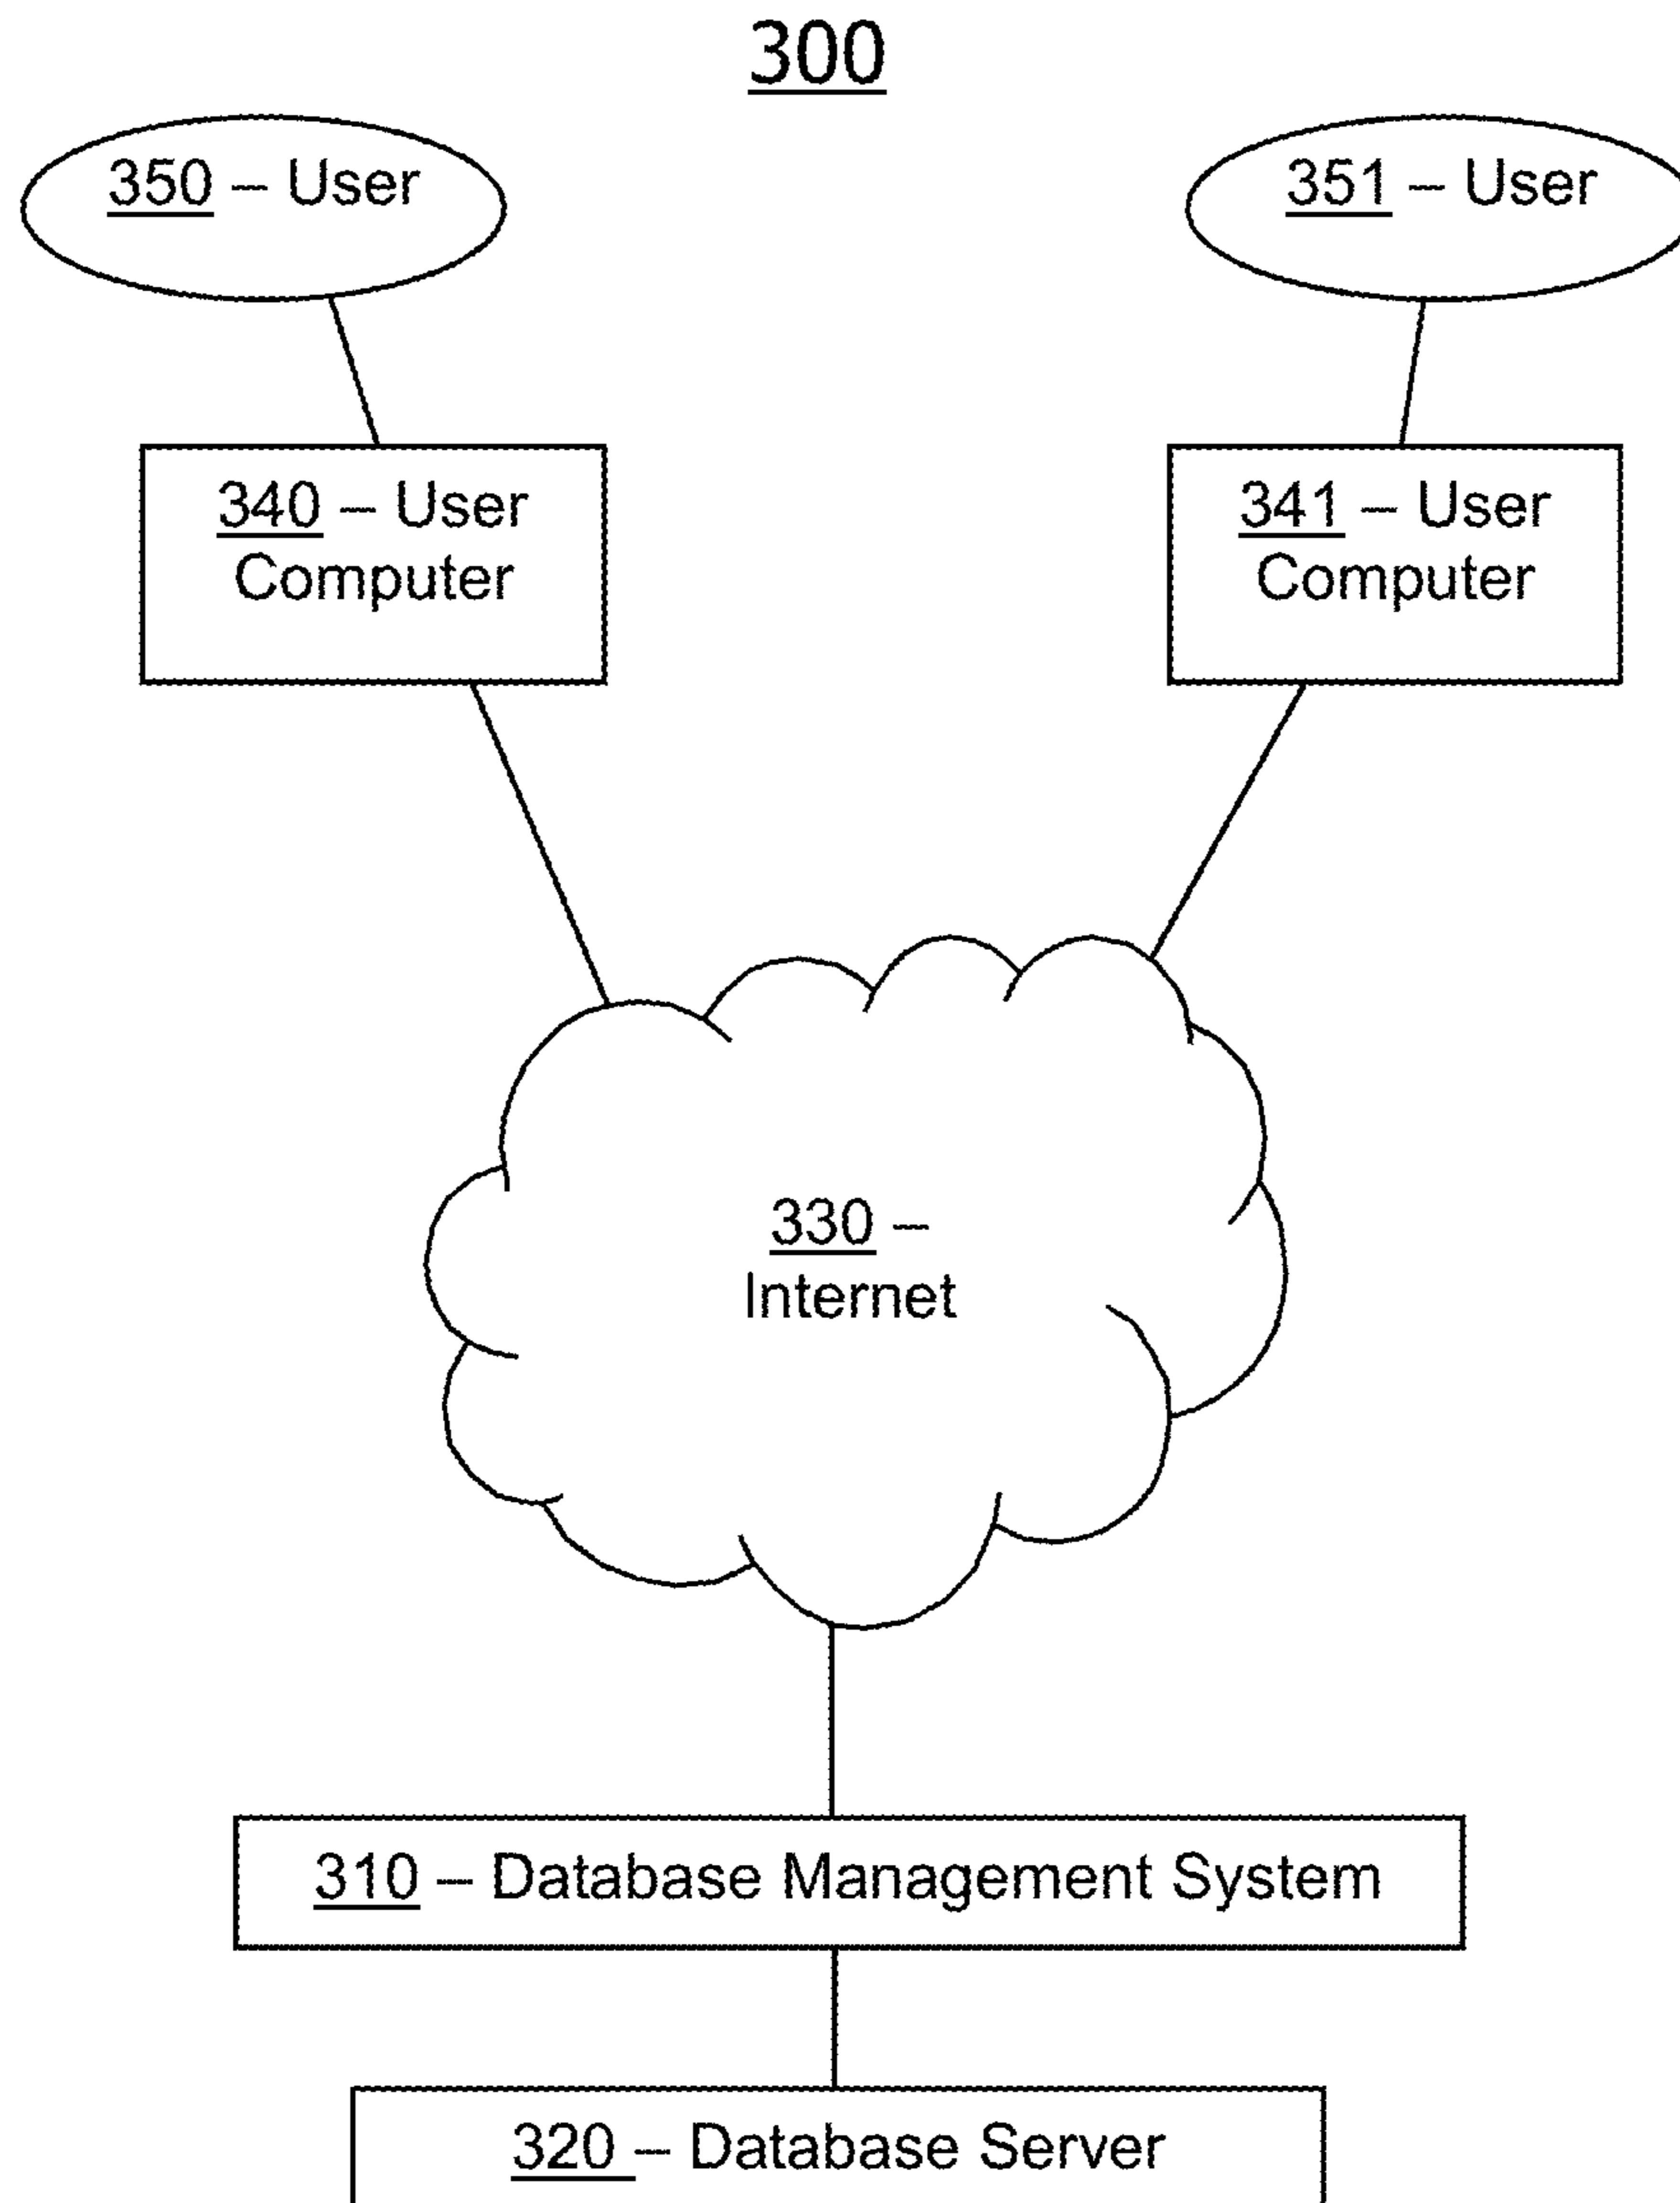 300
350 – User
351 – User
340 – User
Computer
341 – User
Computer
330 –
Internet
310 – Database Management System
320 – Database Server